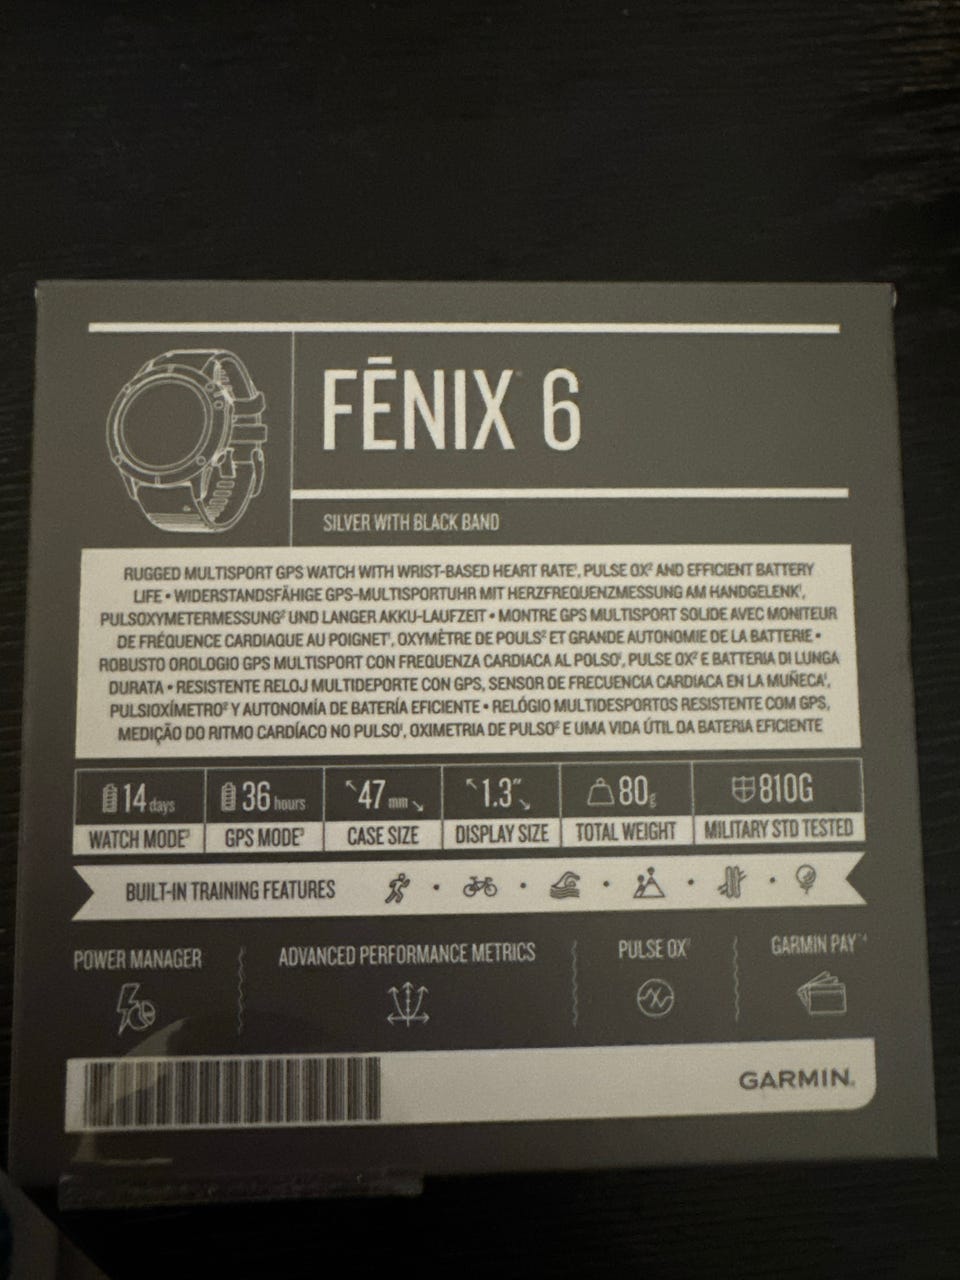 FĒNIX® 6
SILVER WITH BLACK BAND
RUGGED MULTISPORT GPS WATCH WITH WRIST-BASED HEART RATE¹, PULSE OX² AND EFFICIENT BATTERY
LIFE • WIDERSTANDSFÄHIGE GPS-MULTISPORTUHR MIT HERZFREQUENZMESSUNG AM HANDGELENK¹,
PULSOXYMETERMESSUNG² UND LANGER AKKU-LAUFZEIT • MONTRE GPS MULTISPORT SOLIDE AVEC MONITEUR
DE FRÉQUENCE CARDIAQUE AU POIGNET¹, OXYMÈTRE DE POULS² ET GRANDE AUTONOMIE DE LA BATTERIE •
ROBUSTO OROLOGIO GPS MULTISPORT CON FREQUENZA CARDIACA AL POLSO¹, PULSE OX² E BATTERIA DI LUNGA
DURATA • RESISTENTE RELOJ MULTIDEPORTE CON GPS, SENSOR DE FRECUENCIA CARDIACA EN LA MUÑECA¹,
PULSIOXÍMETRO² Y AUTONOMÍA DE BATERÍA EFICIENTE • RELÓGIO MULTIDESPORTOS RESISTENTE COM GPS,
MEDIÇÃO DO RITMO CARDÍACO NO PULSO¹, OXIMETRIA DE PULSO² E UMA VIDA ÚTIL DA BATERIA EFICIENTE
14 days 36 hours 47 mm 1.3" 80g 810G
WATCH MODE³ GPS MODE³ CASE SIZE DISPLAY SIZE TOTAL WEIGHT MILITARY STD TESTED
BUILT-IN TRAINING FEATURES
POWER MANAGER ADVANCED PERFORMANCE METRICS PULSE OX² GARMIN PAY™⁴
GARMIN®